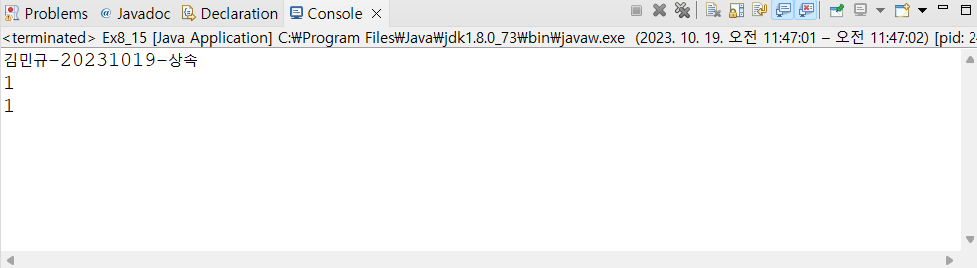 Problems @ Javadoc Declaration Console
<terminated> Ex8_15 [Java Application] C:₩Program Files₩Java₩jdk1.8.0_73₩bin₩javaw.exe (2023. 10. 19. 오전 11:47:01 – 오전 11:47:02) [pid: 2
김민규-20231019-상속
1
1